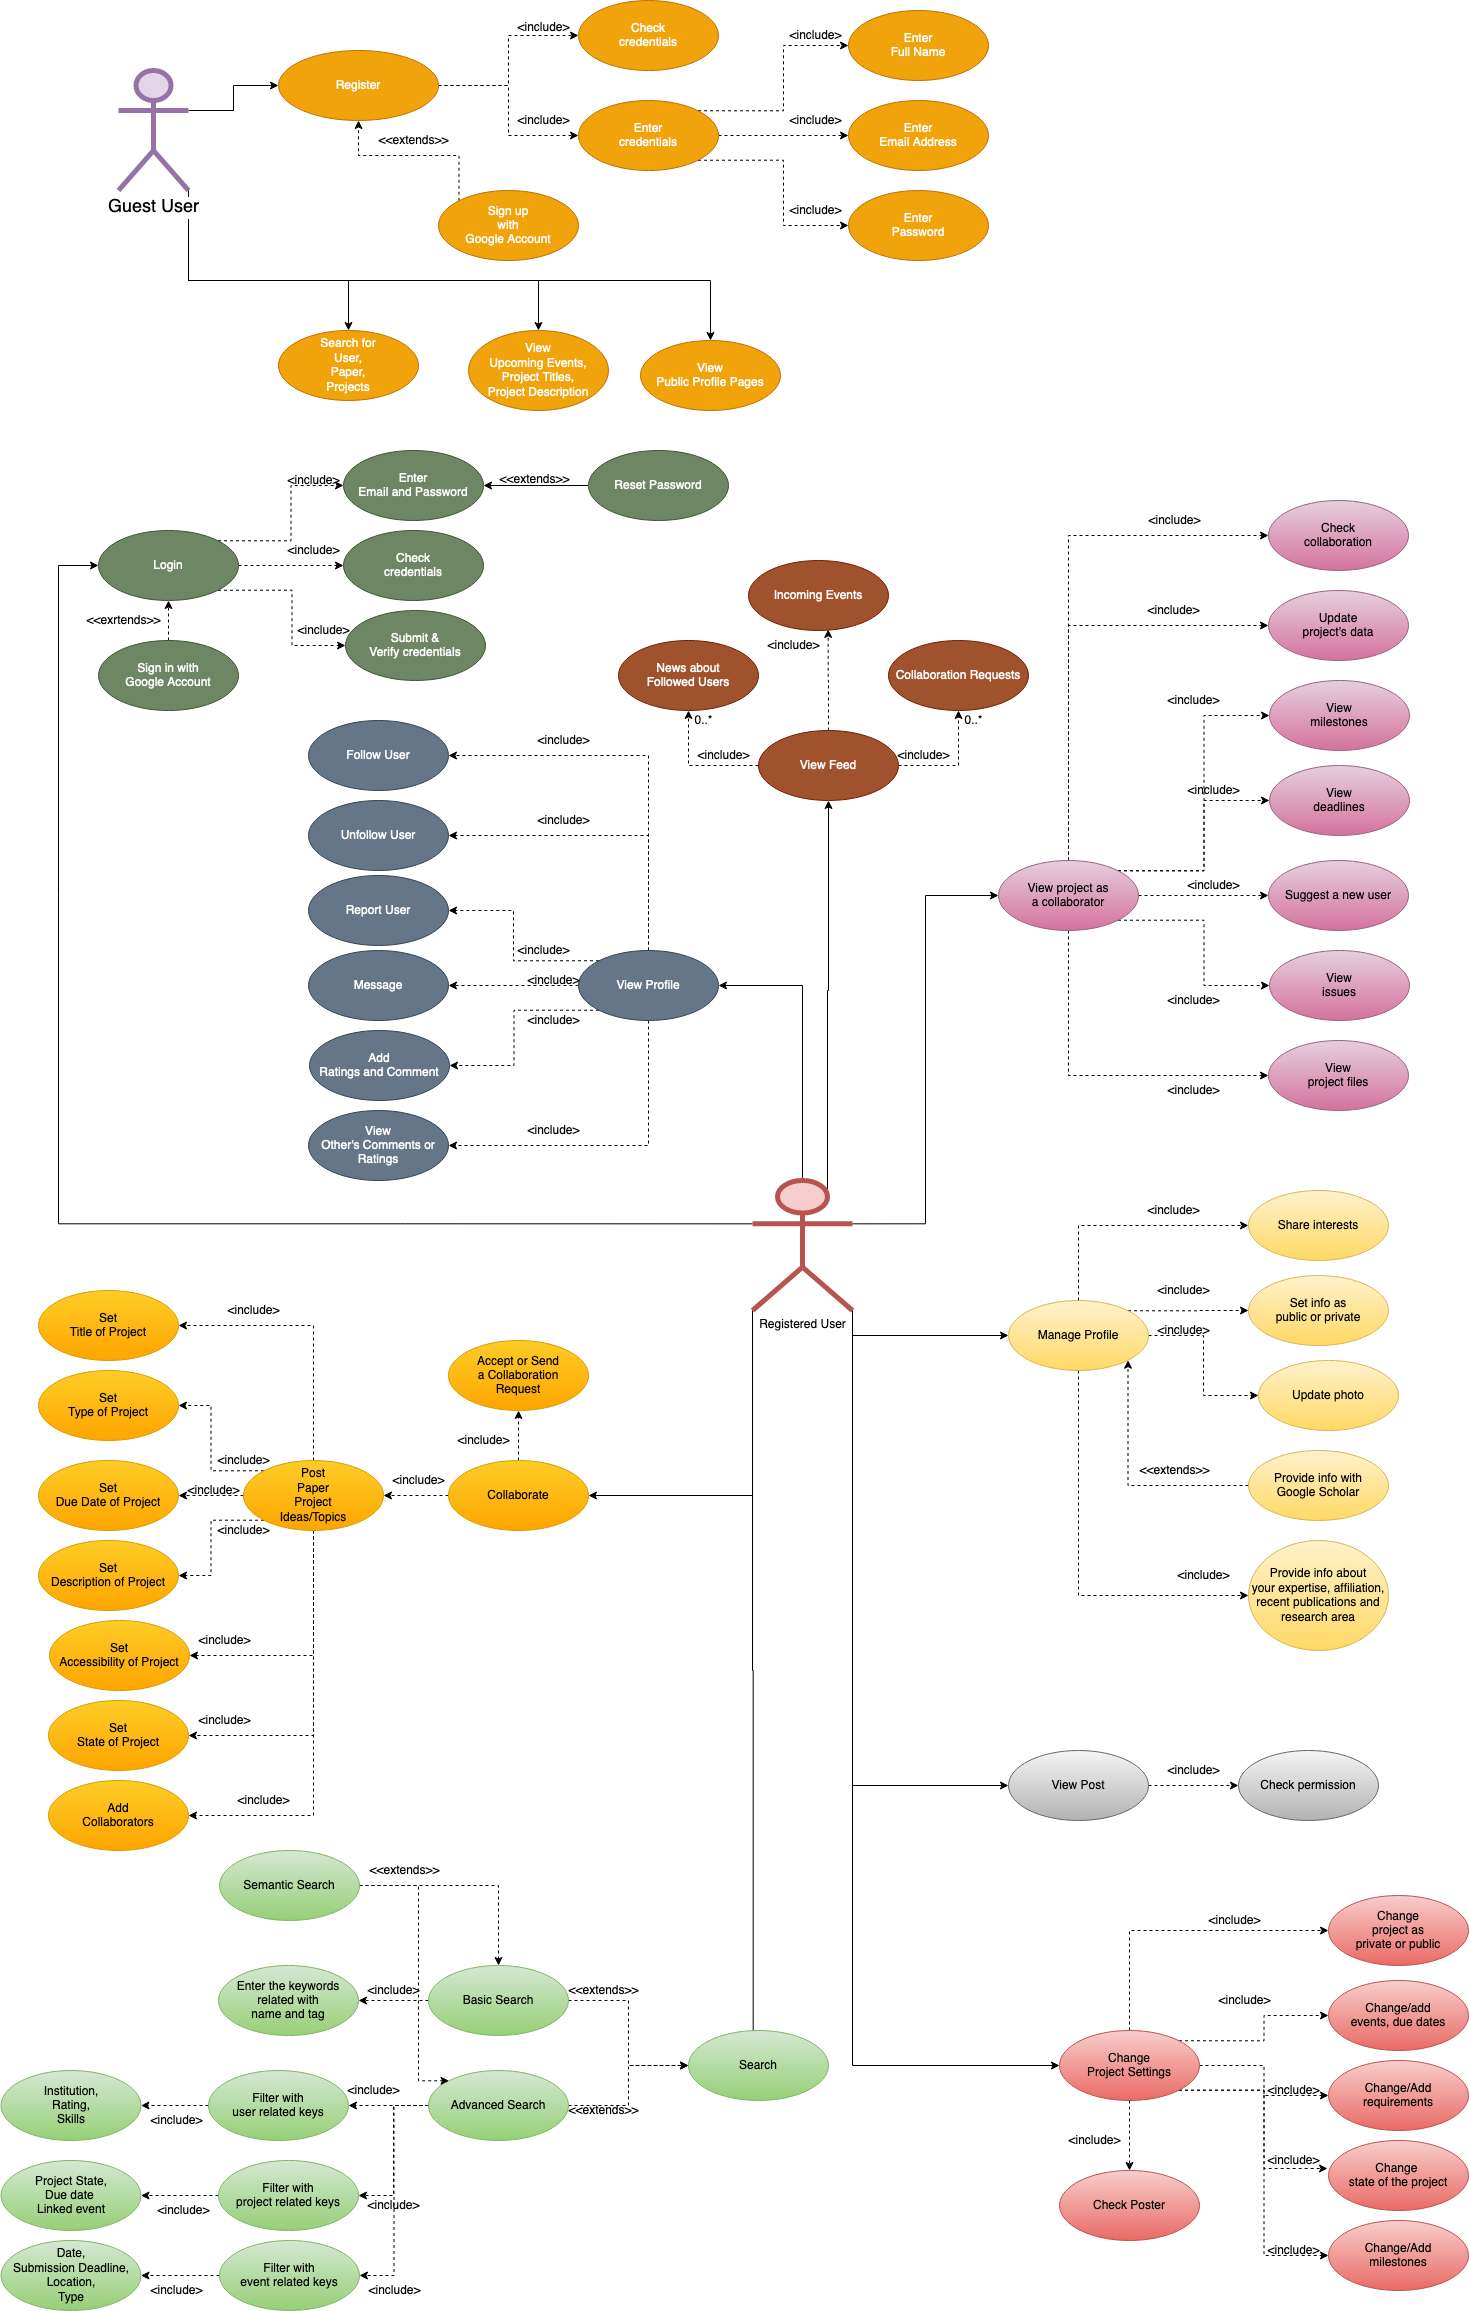 <include>
Check
credentials
<include>
Enter
Full Name
Register
<include>
Enter
credentials
<include>
Enter
Email Address
<<extends>>
Guest User
Sign up
with
Google Account
<include>
Enter
Password
Search for
User,
Paper,
Projects
View
Upcoming Events,
Project Titles,
Project Description
View
Public Profile Pages
<include>
Enter
Email and Password
<<extends>>
Reset Password
Login
<include>
Check
credentials
<<exrtends>>
<include>
Submit &
Verify credentials
Sign in with
Google Account
Incoming Events
<include>
News about
Followed Users
Collaboration Requests
0..*
0..*
<include>
View Feed
<include>
<include>
Check
collaboration
<include>
Update
project's data
<include>
View
milestones
<include>
View
deadlines
View project as
a collaborator
<include>
Suggest a new user
<include>
View
issues
<include>
View
project files
Follow User
<include>
Unfollow User
<include>
Report User
<include>
Message
<include>
View Profile
<include>
Add
Ratings and Comment
View
Other's Comments or
Ratings
<include>
Registered User
<include>
Share interests
<include>
Set info as
public or private
Manage Profile
<include>
Update photo
<<extends>>
Provide info with
Google Scholar
<include>
Provide info about
your expertise, affiliation,
recent publications and
research area
Set
Title of Project
<include>
Set
Type of Project
<include>
Accept or Send
a Collaboration
Request
<include>
Set
Due Date of Project
<include>
Post
Paper
Project
Ideas/Topics
<include>
Collaborate
<include>
Set
Description of Project
Set
Accessibility of Project
<include>
Set
State of Project
<include>
Add
Collaborators
<include>
View Post
<include>
Check permission
Semantic Search
<<extends>>
Enter the keywords
related with
name and tag
<include>
Basic Search
<<extends>>
Search
Institution,
Rating,
Skills
<include>
Filter with
user related keys
<include>
Advanced Search
<<extends>>
Project State,
Due date
Linked event
<include>
Filter with
project related keys
<include>
Date,
Submission Deadline,
Location,
Type
<include>
Filter with
event related keys
<include>
<include>
Change
project as
private or public
<include>
Change/add
events, due dates
Change
Project Settings
<include>
Change/Add
requirements
<include>
<include>
Change
state of the project
Check Poster
<include>
Change/Add
milestones